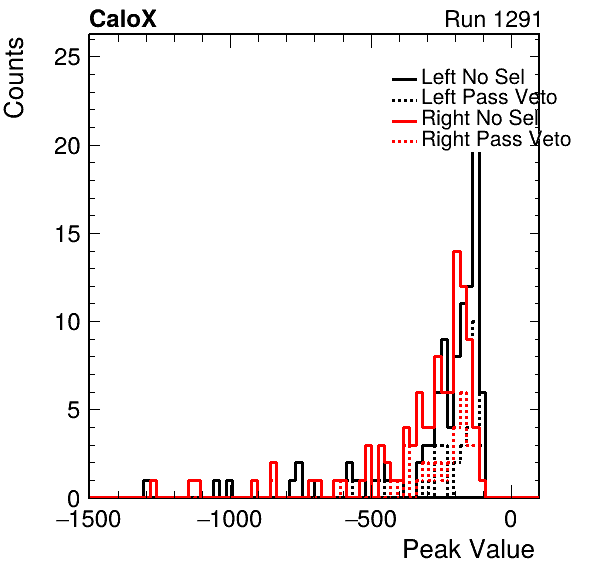 CaloX Run 1291
Counts
25
20
15
10
5
0
Left No Sel
Left Pass Veto
Right No Sel
Right Pass Veto
−1500 −1000 −500 0
Peak Value